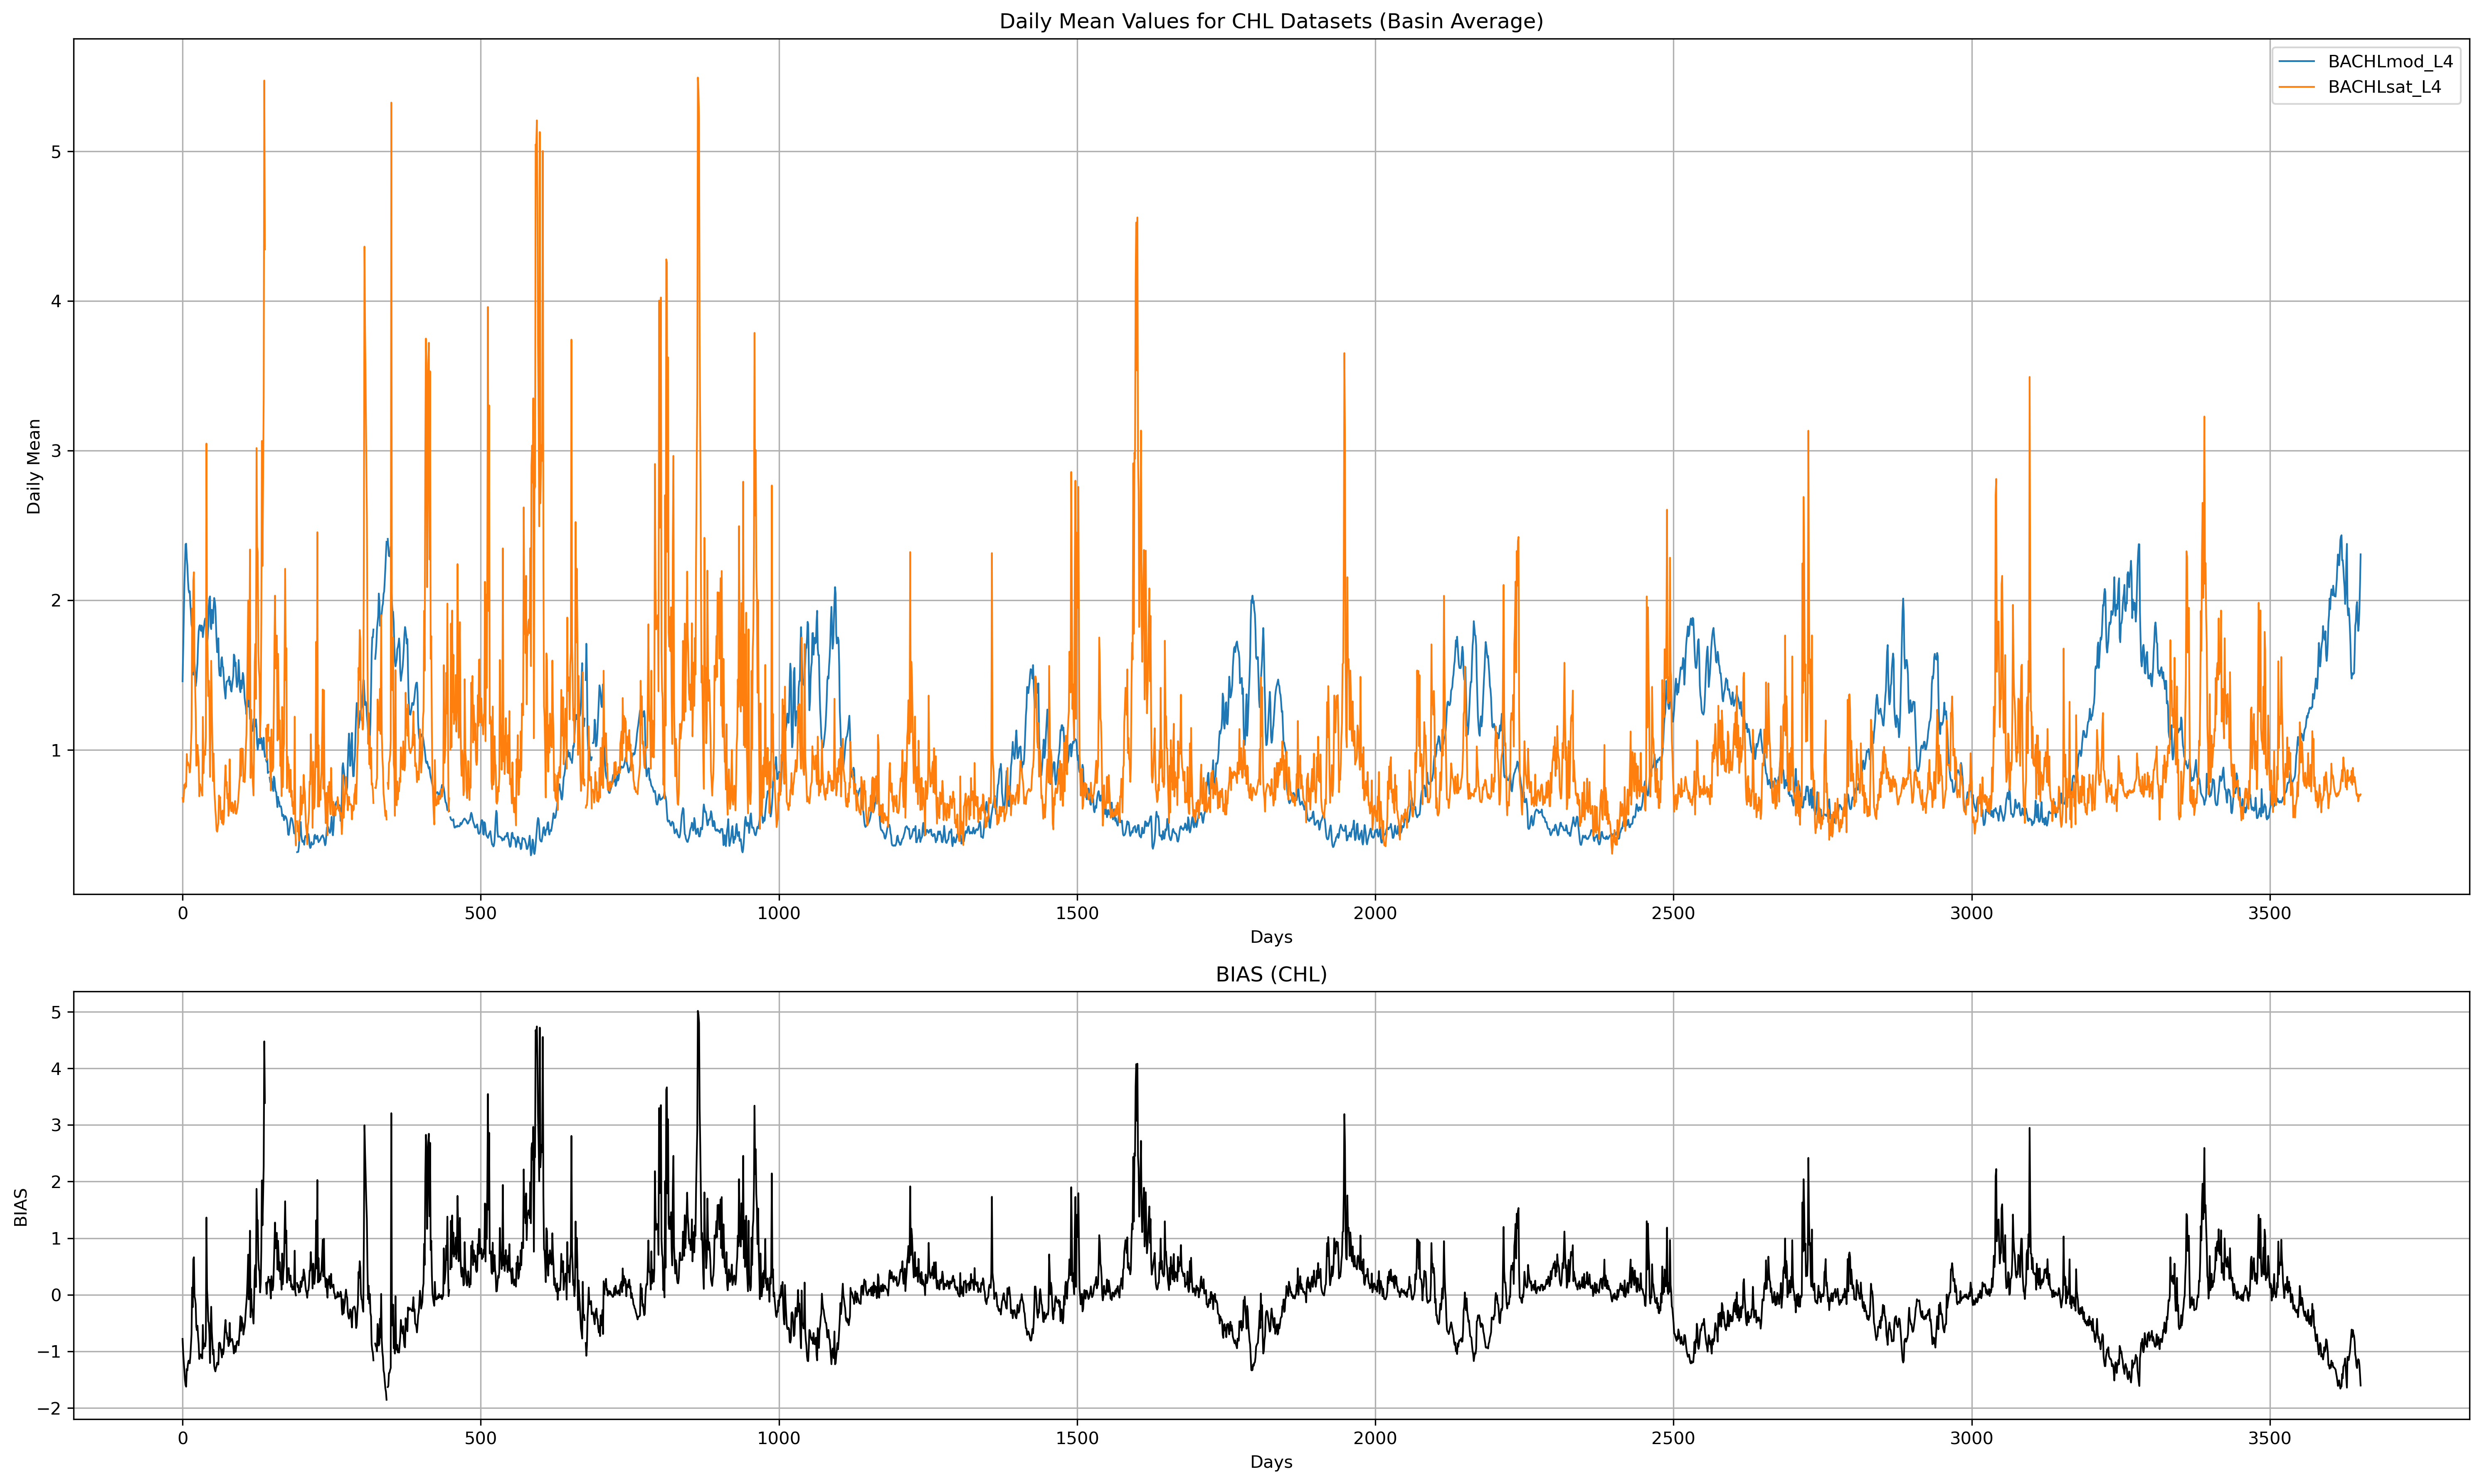 Daily Mean Values for CHL Datasets (Basin Average)
BACHLmod_L4
BACHLsat_L4
5
4
3
2
1
Daily Mean
0 500 1000 1500 2000 2500 3000 3500
Days
BIAS (CHL)
5
4
3
2
1
0
−1
−2
BIAS
0 500 1000 1500 2000 2500 3000 3500
Days